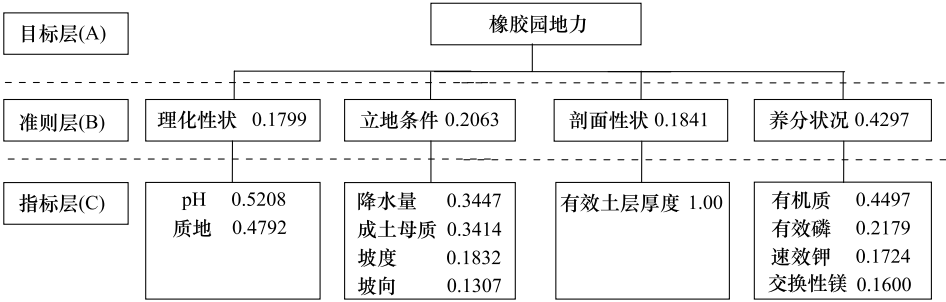 目标层(A)
橡胶园地力
准则层(B)
理化性状 0.1799
立地条件 0.2063
剖面性状 0.1841
养分状况 0.4297
指标层(C)
pH 0.5208
质地 0.4792
降水量 0.3447
成土母质 0.3414
坡度 0.1832
坡向 0.1307
有效土层厚度 1.00
有机质 0.4497
有效磷 0.2179
速效钾 0.1724
交换性镁 0.1600